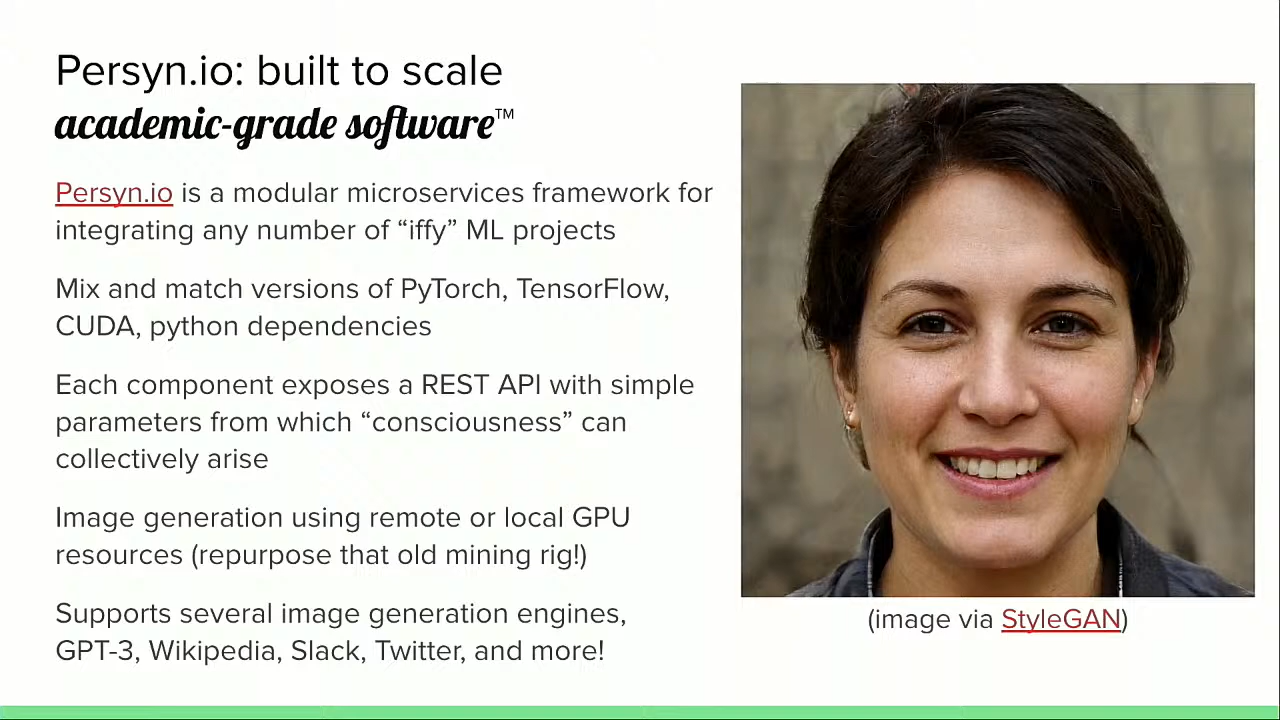 Persyn.io: built to scale
academic-grade software™
Persyn.io is a modular microservices framework for
integrating any number of “iffy” ML projects
Mix and match versions of PyTorch, TensorFlow,
CUDA, python dependencies
Each component exposes a REST API with simple
parameters from which “consciousness” can
collectively arise
Image generation using remote or local GPU
resources (repurpose that old mining rig!)
Supports several image generation engines,
GPT-3, Wikipedia, Slack, Twitter, and more!
(image via StyleGAN)